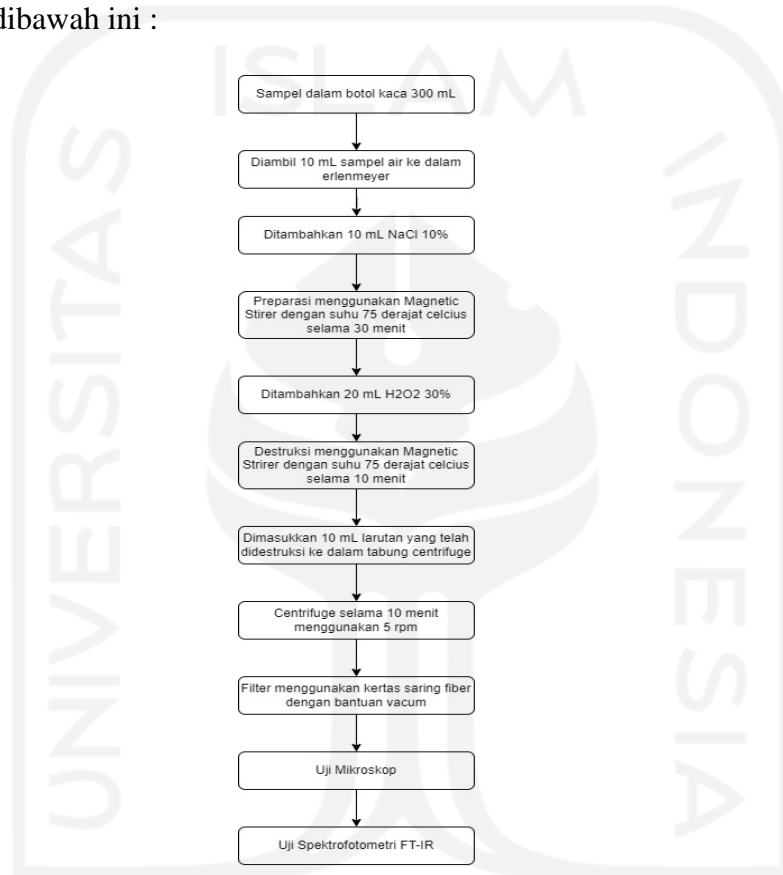 dibawah ini :
Sampel dalam botol kaca 300 mL
Diambil 10 mL sampel air ke dalam
erlenmeyer
Ditambahkan 10 mL NaCl 10%
Preparasi menggunakan Magnetic
Stirer dengan suhu 75 derajat celcius
selama 30 menit
Ditambahkan 20 mL H2O2 30%
Destruksi menggunakan Magnetic
Strirer dengan suhu 75 derajat celcius
selama 10 menit
Dimasukkan 10 mL larutan yang telah
didestruksi ke dalam tabung centrifuge
Centrifuge selama 10 menit
menggunakan 5 rpm
Filter menggunakan kertas saring fiber
dengan bantuan vacum
Uji Mikroskop
Uji Spektrofotometri FT-IR
UNIVERSITAS
ISLAM
INDONESIA